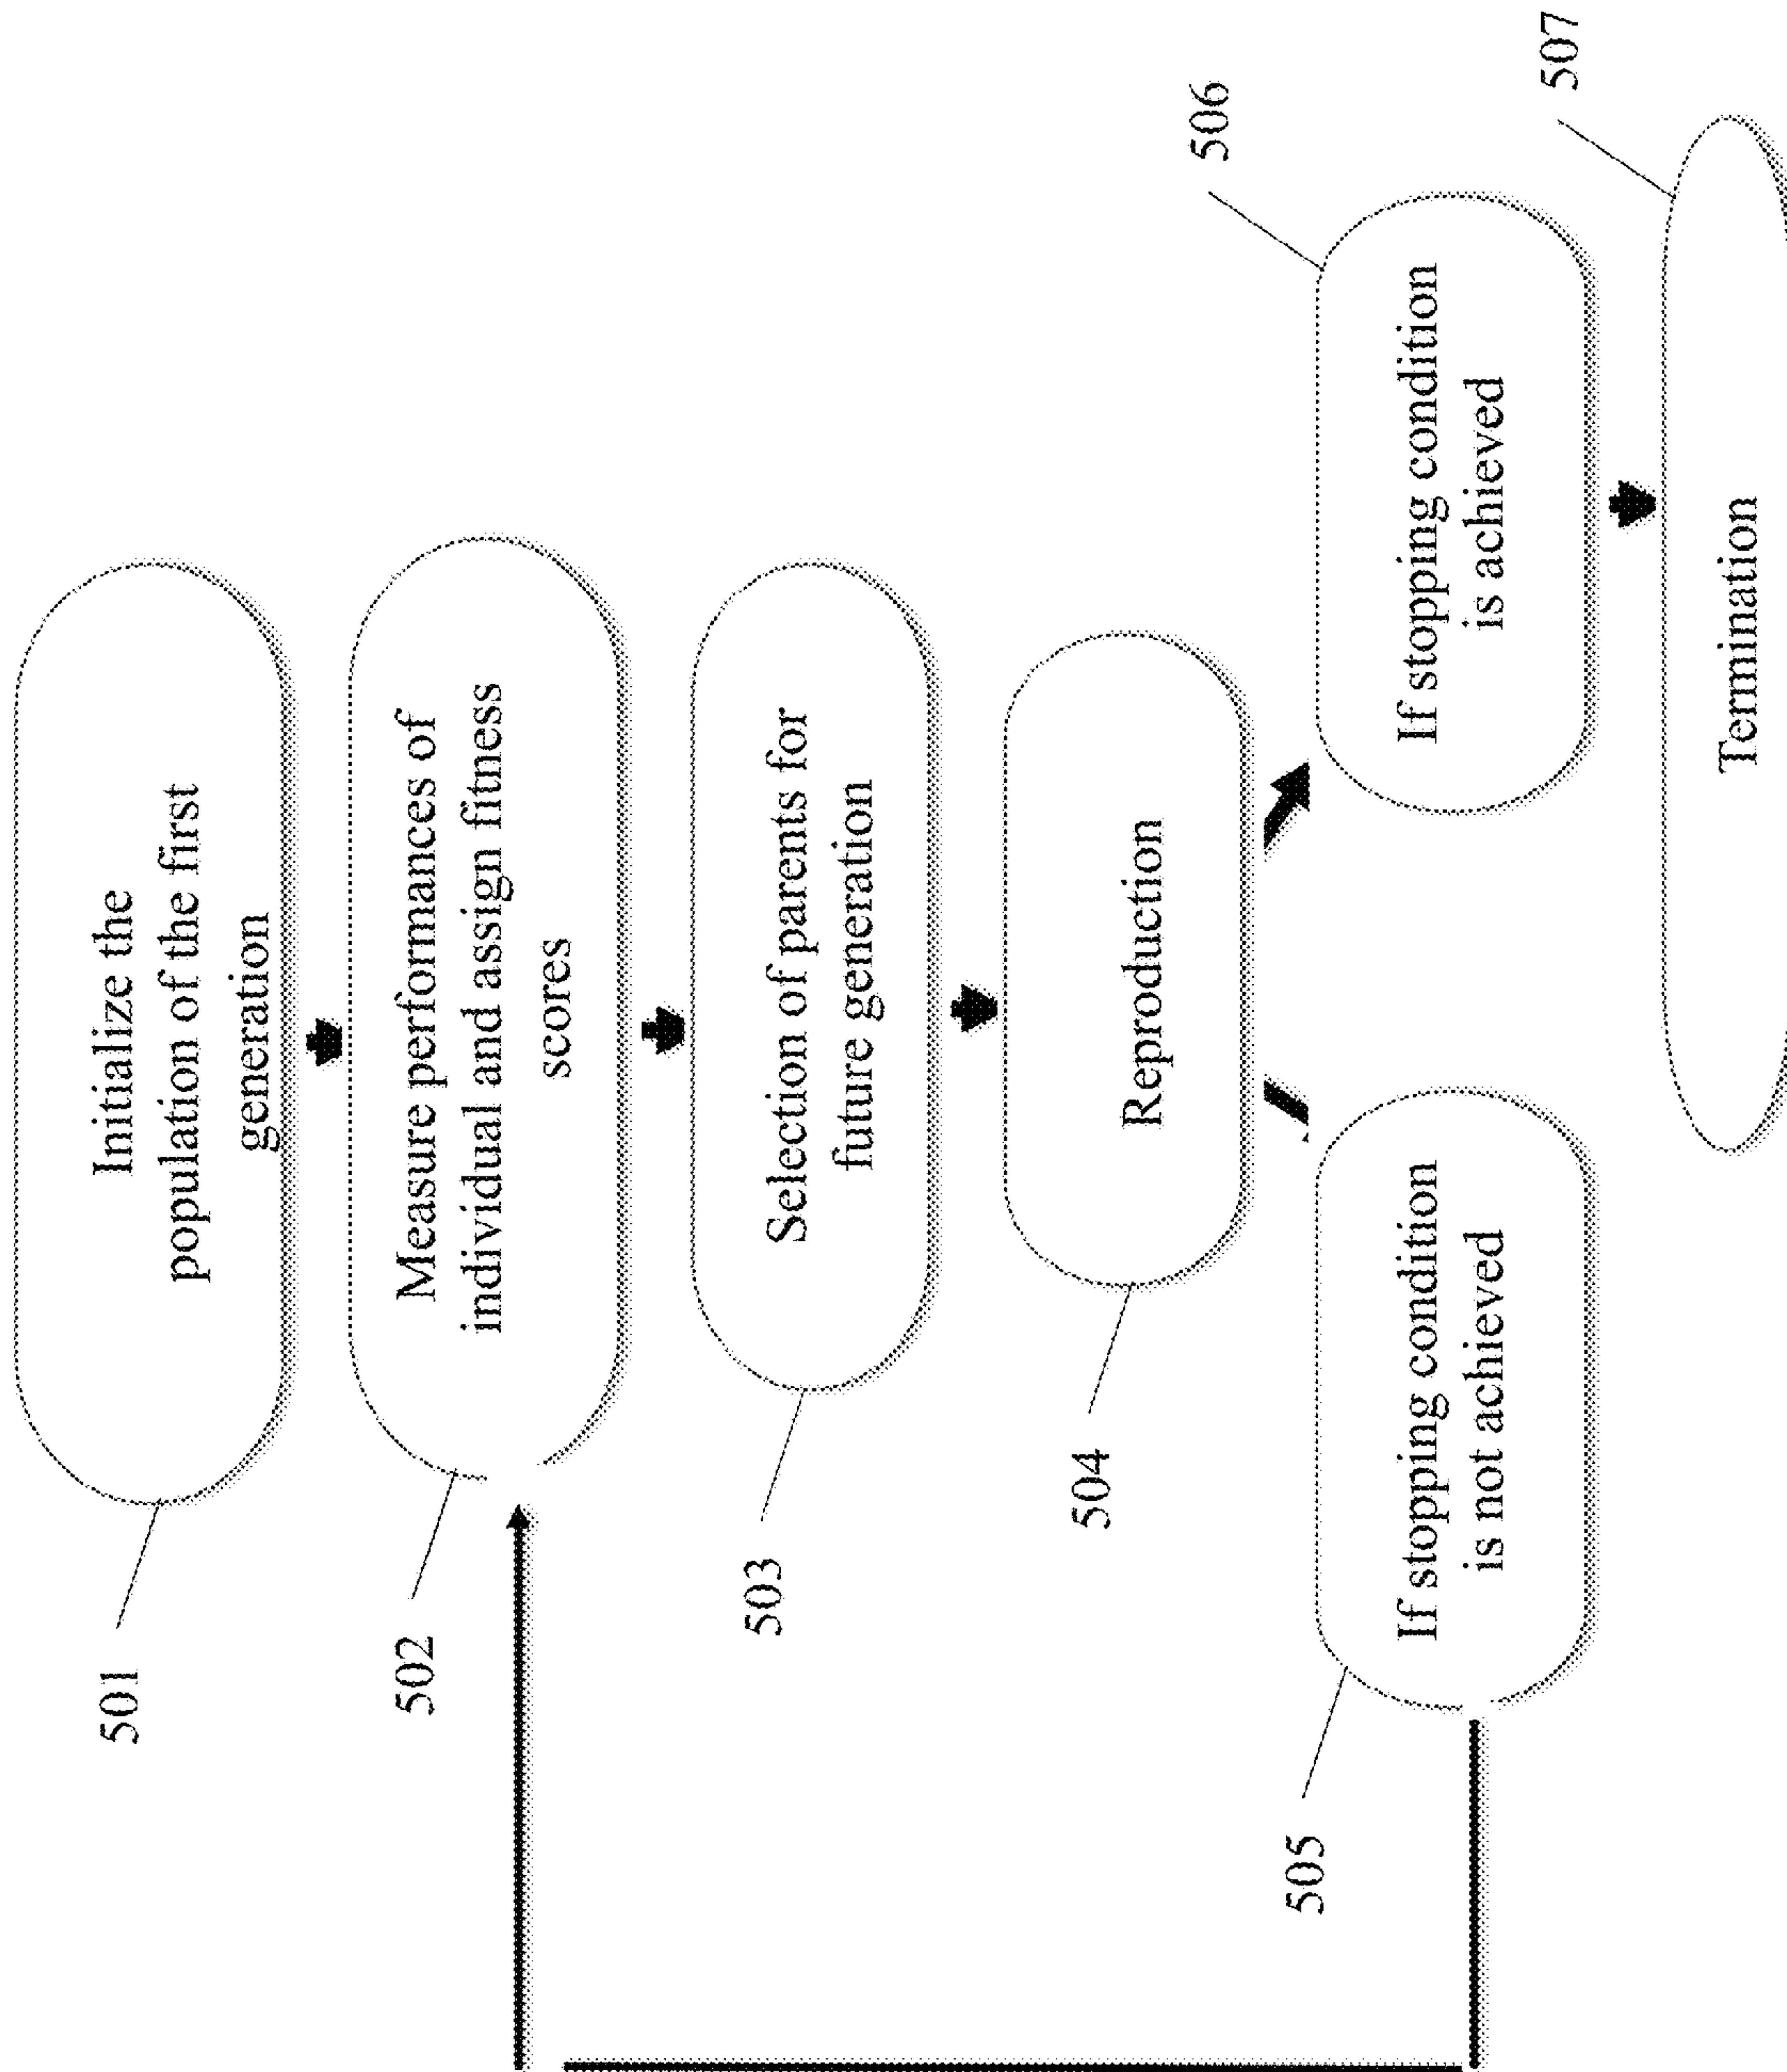 501
Initialize the
population of the first
generation
502
Measure performances of
individual and assign fitness
scores
503
Selection of parents for
future generation
504
Reproduction
505
If stopping condition
is not achieved
506
If stopping condition
is achieved
507
Termination